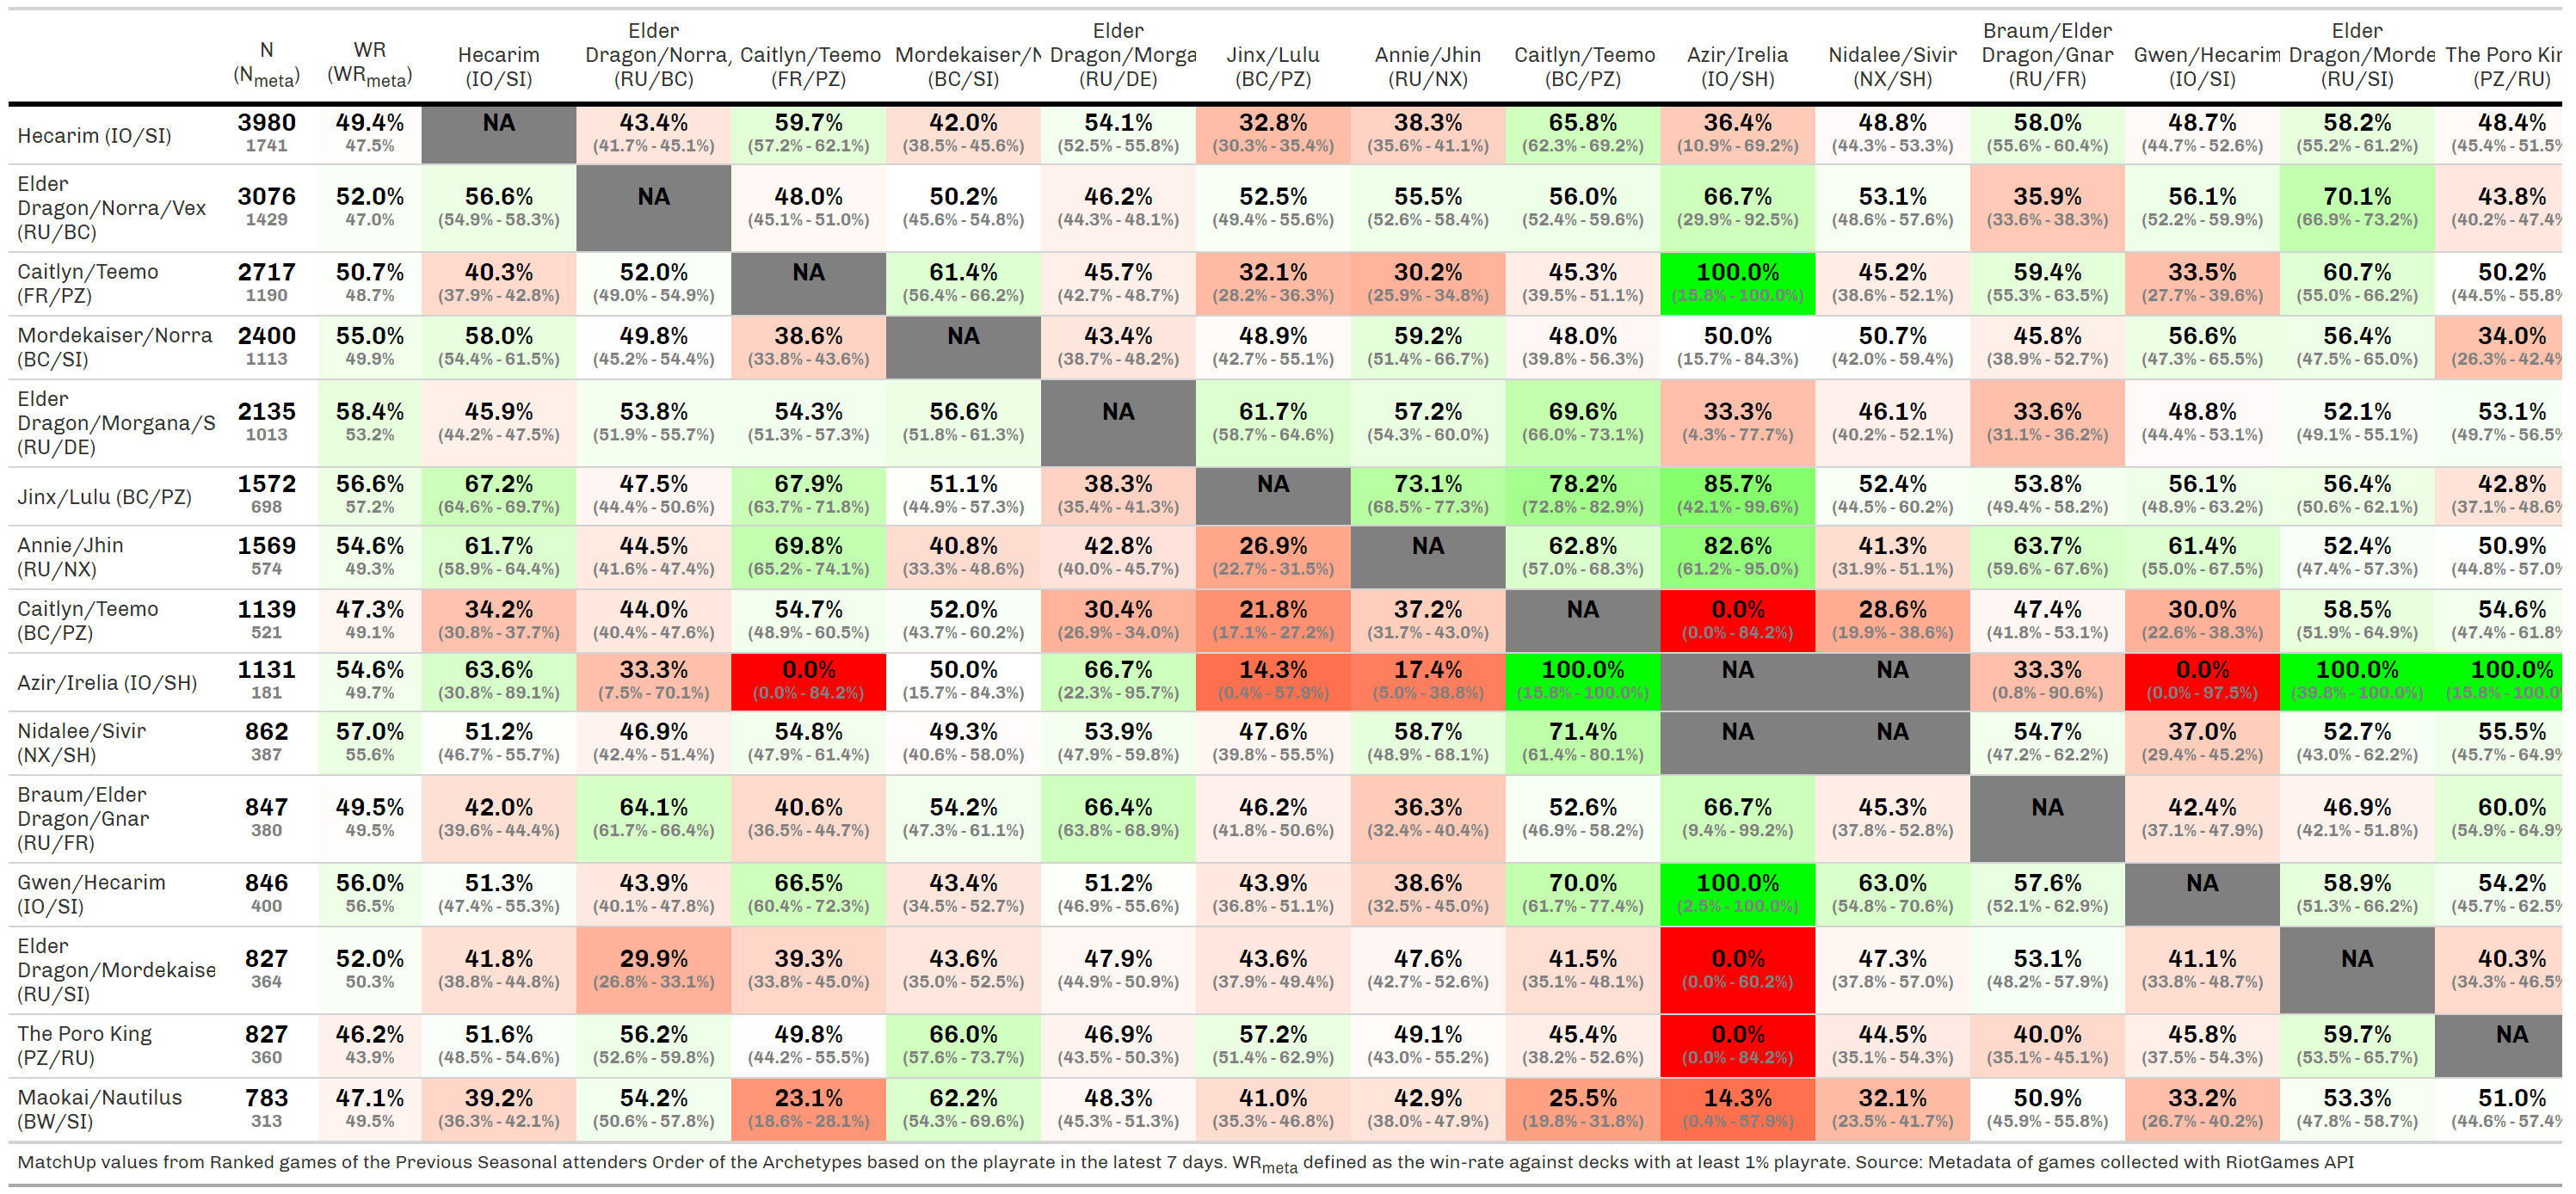 N (Nmeta) WR (WRmeta) Hecarim (IO/SI) Elder Dragon/Norra, (RU/BC) Caitlyn/Teemo (FR/PZ) Mordekaiser/N (BC/SI) Elder Dragon/Morga (RU/DE) Jinx/Lulu (BC/PZ) Annie/Jhin (RU/NX) Caitlyn/Teemo (BC/PZ) Azir/Irelia (IO/SH) Nidalee/Sivir (NX/SH) Braum/Elder Dragon/Gnar (RU/FR) Gwen/Hecarim (IO/SI) Elder Dragon/Morde (RU/SI) The Poro Kin (PZ/RU)
Hecarim (IO/SI) 3980 49.4% NA 43.4% 59.7% 42.0% 54.1% 32.8% 38.3% 65.8% 36.4% 48.8% 58.0% 48.7% 58.2% 48.4%
1741 47.5% (41.7% - 45.1%) (57.2% - 62.1%) (38.5% - 45.6%) (52.5% - 55.8%) (30.3% - 35.4%) (35.6% - 41.1%) (62.3% - 69.2%) (10.9% - 69.2%) (44.3% - 53.3%) (55.6% - 60.4%) (44.7% - 52.6%) (55.2% - 61.2%) (45.4% - 51.5%
Elder Dragon/Norra/Vex (RU/BC) 3076 52.0% 56.6% NA 48.0% 50.2% 46.2% 52.5% 55.5% 56.0% 66.7% 53.1% 35.9% 56.1% 70.1% 43.8%
1429 47.0% (54.9% - 58.3%) (45.1% - 51.0%) (45.6% - 54.8%) (44.3% - 48.1%) (49.4% - 55.6%) (52.6% - 58.4%) (52.4% - 59.6%) (29.9% - 92.5%) (48.6% - 57.6%) (33.6% - 38.3%) (52.2% - 59.9%) (66.9% - 73.2%) (40.2% - 47.4%
Caitlyn/Teemo (FR/PZ) 2717 50.7% 40.3% 52.0% NA 61.4% 45.7% 32.1% 30.2% 45.3% 100.0% 45.2% 59.4% 33.5% 60.7% 50.2%
1190 48.7% (37.9% - 42.8%) (49.0% - 54.9%) (56.4% - 66.2%) (42.7% - 48.7%) (28.2% - 36.3%) (25.9% - 34.8%) (39.5% - 51.1%) (15.8% - 100.0%) (38.6% - 52.1%) (55.3% - 63.5%) (27.7% - 39.6%) (55.0% - 66.2%) (44.5% - 55.8%
Mordekaiser/Norra (BC/SI) 2400 55.0% 58.0% 49.8% 38.6% NA 43.4% 48.9% 59.2% 48.0% 50.0% 50.7% 45.8% 56.6% 56.4% 34.0%
1113 49.9% (54.4% - 61.5%) (45.2% - 54.4%) (33.8% - 43.6%) (38.7% - 48.2%) (42.7% - 55.1%) (51.4% - 66.7%) (39.8% - 56.3%) (15.7% - 84.3%) (42.0% - 59.4%) (38.9% - 52.7%) (47.3% - 65.5%) (47.5% - 65.0%) (26.3% - 42.4%
Elder Dragon/Morgana/S (RU/DE) 2135 58.4% 45.9% 53.8% 54.3% 56.6% NA 61.7% 57.2% 69.6% 33.3% 46.1% 33.6% 48.8% 52.1% 53.1%
1013 53.2% (44.2% - 47.5%) (51.9% - 55.7%) (51.3% - 57.3%) (51.8% - 61.3%) (58.7% - 64.6%) (54.3% - 60.0%) (66.0% - 73.1%) (4.3% - 77.7%) (40.2% - 52.1%) (31.1% - 36.2%) (44.4% - 53.1%) (49.1% - 55.1%) (49.7% - 56.5%
Jinx/Lulu (BC/PZ) 1572 56.6% 67.2% 47.5% 67.9% 51.1% 38.3% NA 73.1% 78.2% 85.7% 52.4% 53.8% 56.1% 56.4% 42.8%
698 57.2% (64.6% - 69.7%) (44.4% - 50.6%) (63.7% - 71.8%) (44.9% - 57.3%) (35.4% - 41.3%) (68.5% - 77.3%) (72.8% - 82.9%) (42.1% - 99.6%) (44.5% - 60.2%) (49.4% - 58.2%) (48.9% - 63.2%) (50.6% - 62.1%) (37.1% - 48.6%
Annie/Jhin (RU/NX) 1569 54.6% 61.7% 44.5% 69.8% 40.8% 42.8% 26.9% NA 62.8% 82.6% 41.3% 63.7% 61.4% 52.4% 50.9%
574 49.3% (58.9% - 64.4%) (41.6% - 47.4%) (65.2% - 74.1%) (33.3% - 48.6%) (40.0% - 45.7%) (22.7% - 31.5%) (57.0% - 68.3%) (61.2% - 95.0%) (31.9% - 51.1%) (59.6% - 67.6%) (55.0% - 67.5%) (47.4% - 57.3%) (44.8% - 57.0%
Caitlyn/Teemo (BC/PZ) 1139 47.3% 34.2% 44.0% 54.7% 52.0% 30.4% 21.8% 37.2% NA 0.0% 28.6% 47.4% 30.0% 58.5% 54.6%
521 49.1% (30.8% - 37.7%) (40.4% - 47.6%) (48.9% - 60.5%) (43.7% - 60.2%) (26.9% - 34.0%) (17.1% - 27.2%) (31.7% - 43.0%) (0.0% - 84.2%) (19.9% - 38.6%) (41.8% - 53.1%) (22.6% - 38.3%) (51.9% - 64.9%) (47.4% - 61.8%
Azir/Irelia (IO/SH) 1131 54.6% 63.6% 33.3% 0.0% 50.0% 66.7% 14.3% 17.4% 100.0% NA NA 33.3% 0.0% 100.0% 100.0%
181 49.7% (30.8% - 89.1%) (7.5% - 70.1%) (0.0% - 84.2%) (15.7% - 84.3%) (22.3% - 95.7%) (0.4% - 57.9%) (5.0% - 38.8%) (15.8% - 100.0%) (0.8% - 90.6%) (0.0% - 97.5%) (39.8% - 100.0%) (15.8% - 100.0
Nidalee/Sivir (NX/SH) 862 57.0% 51.2% 46.9% 54.8% 49.3% 53.9% 47.6% 58.7% 71.4% NA NA 54.7% 37.0% 52.7% 55.5%
387 55.6% (46.7% - 55.7%) (42.4% - 51.4%) (47.9% - 61.4%) (40.6% - 58.0%) (47.9% - 59.8%) (39.8% - 55.5%) (48.9% - 68.1%) (61.4% - 80.1%) (47.2% - 62.2%) (29.4% - 45.2%) (43.0% - 62.2%) (45.7% - 64.9%
Braum/Elder Dragon/Gnar (RU/FR) 847 49.5% 42.0% 64.1% 40.6% 54.2% 66.4% 46.2% 36.3% 52.6% 66.7% 45.3% NA 42.4% 46.9% 60.0%
380 49.5% (39.6% - 44.4%) (61.7% - 66.4%) (36.5% - 44.7%) (47.3% - 61.1%) (63.8% - 68.9%) (41.8% - 50.6%) (32.4% - 40.4%) (46.9% - 58.2%) (9.4% - 99.2%) (37.8% - 52.8%) (37.1% - 47.9%) (42.1% - 51.8%) (54.9% - 64.9%
Gwen/Hecarim (IO/SI) 846 56.0% 51.3% 43.9% 66.5% 43.4% 51.2% 43.9% 38.6% 70.0% 100.0% 63.0% 57.6% NA 58.9% 54.2%
400 56.5% (47.4% - 55.3%) (40.1% - 47.8%) (60.4% - 72.3%) (34.5% - 52.7%) (46.9% - 55.6%) (36.8% - 51.1%) (32.5% - 45.0%) (61.7% - 77.4%) (2.5% - 100.0%) (54.8% - 70.6%) (52.1% - 62.9%) (51.3% - 66.2%) (45.7% - 62.5%
Elder Dragon/Mordekaise (RU/SI) 827 52.0% 41.8% 29.9% 39.3% 43.6% 47.9% 43.6% 47.6% 41.5% 0.0% 47.3% 53.1% 41.1% NA 40.3%
364 50.3% (38.8% - 44.8%) (26.8% - 33.1%) (33.8% - 45.0%) (35.0% - 52.5%) (44.9% - 50.9%) (37.9% - 49.4%) (42.7% - 52.6%) (35.1% - 48.1%) (0.0% - 60.2%) (37.8% - 57.0%) (48.2% - 57.9%) (33.8% - 48.7%) (34.3% - 46.5%
The Poro King (PZ/RU) 827 46.2% 51.6% 56.2% 49.8% 66.0% 46.9% 57.2% 49.1% 45.4% 0.0% 44.5% 40.0% 45.8% 59.7% NA
360 43.9% (48.5% - 54.6%) (52.6% - 59.8%) (44.2% - 55.5%) (57.6% - 73.7%) (43.5% - 50.3%) (51.4% - 62.9%) (43.0% - 55.2%) (38.2% - 52.6%) (0.0% - 84.2%) (35.1% - 54.3%) (35.1% - 45.1%) (37.5% - 54.3%) (53.5% - 65.7%)
Maokai/Nautilus (BW/SI) 783 47.1% 39.2% 54.2% 23.1% 62.2% 48.3% 41.0% 42.9% 25.5% 14.3% 32.1% 50.9% 33.2% 53.3% 51.0%
313 49.5% (36.3% - 42.1%) (50.6% - 57.8%) (18.6% - 28.1%) (54.3% - 69.6%) (45.3% - 51.3%) (35.3% - 46.8%) (38.0% - 47.9%) (19.8% - 31.8%) (0.4% - 57.9%) (23.5% - 41.7%) (45.9% - 55.8%) (26.7% - 40.2%) (47.8% - 58.7%) (44.6% - 57.4%
MatchUp values from Ranked games of the Previous Seasonal attenders Order of the Archetypes based on the playrate in the latest 7 days. WRmeta defined as the win-rate against decks with at least 1% playrate. Source: Metadata of games collected with RiotGames API